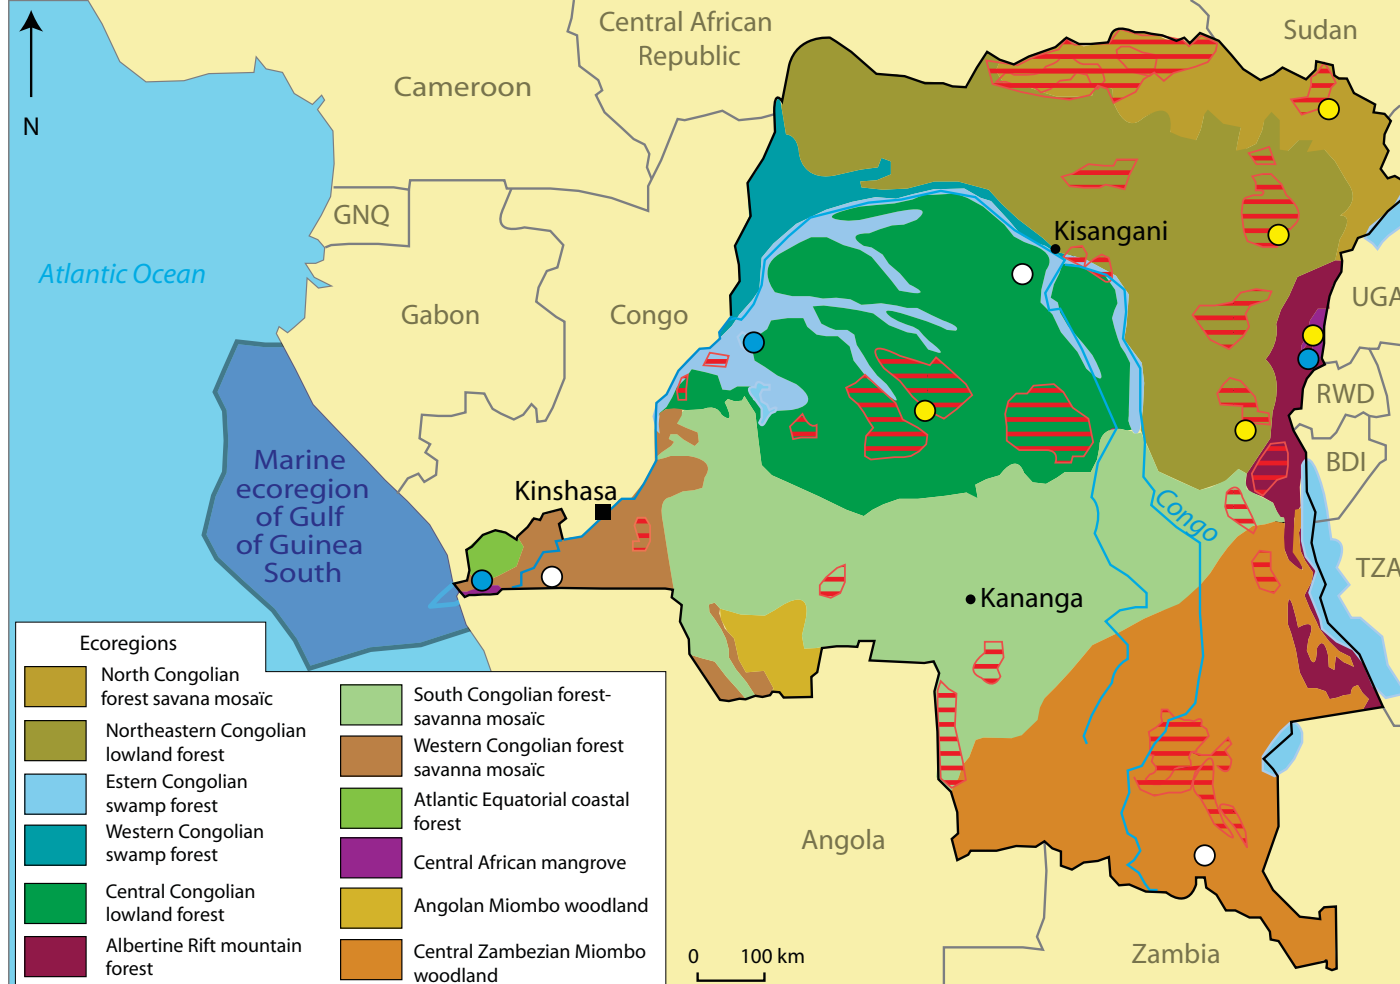 Central African
Republic
Sudan
Cameroon
N
GNQ
Kisangani
Atlantic Ocean
UGA
Gabon
Congo
RWD
BDI
Marine
ecoregion
of Gulf
of Guinea
South
Kinshasa
Congo
TZA
Kananga
Ecoregions
North Congolian
forest savana mosaïc
Northeastern Congolian
lowland forest
Estern Congolian
swamp forest
Western Congolian
swamp forest
Central Congolian
lowland forest
Albertine Rift mountain
forest
South Congolian forest-
savanna mosaïc
Western Congolian forest
savanna mosaïc
Atlantic Equatorial coastal
forest
Central African mangrove
Angolan Miombo woodland
Central Zambezian Miombo
woodland
Angola
Zambia
0 100 km